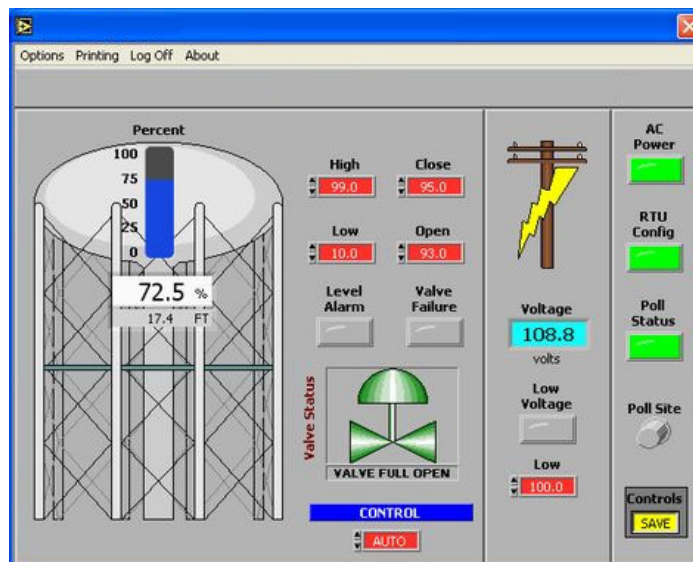 Options Printing Log Off About
Percent
100
75
50
25
0
72.5 %
17.4 FT
High
99.0
Close
95.0
Low
10.0
Open
93.0
Level
Alarm
Valve
Failure
Valve Status
VALVE FULL OPEN
CONTROL
AUTO
Voltage
108.8
volts
Low
Voltage
Low
100.0
AC
Power
RTU
Config
Poll
Status
Poll Site
Controls
SAVE